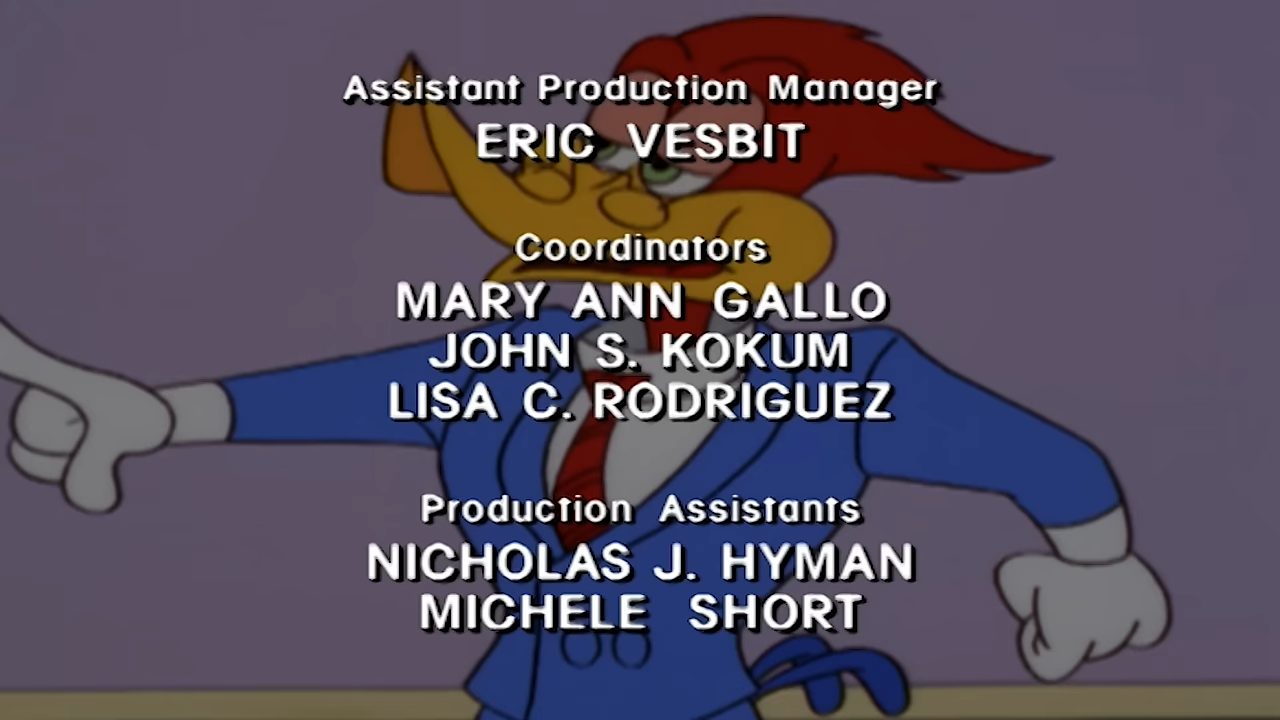 Assistant Production Manager
ERIC VESBIT
Coordinators
MARY ANN GALLO
JOHN S. KOKUM
LISA C. RODRIGUEZ
Production Assistants
NICHOLAS J. HYMAN
MICHELE SHORT